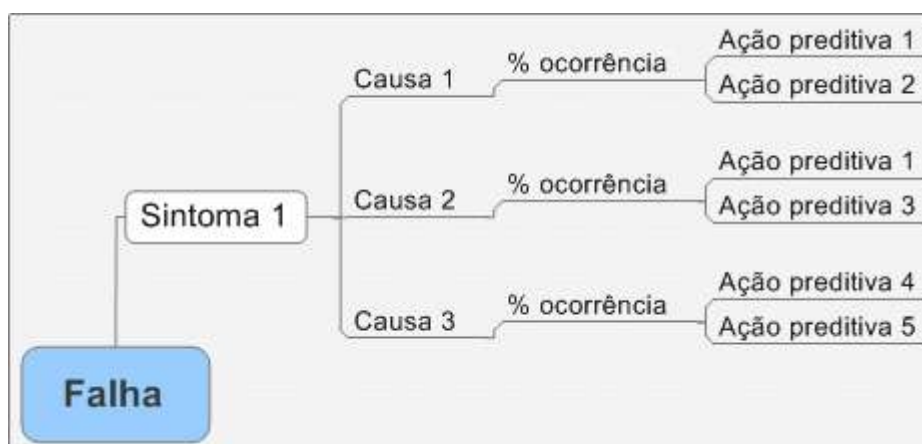 Ação preditiva 1
Causa 1
% ocorrência
Ação preditiva 2
Ação preditiva 1
Causa 2
% ocorrência
Ação preditiva 3
Sintoma 1
Ação preditiva 4
Causa 3
% ocorrência
Ação preditiva 5
Falha